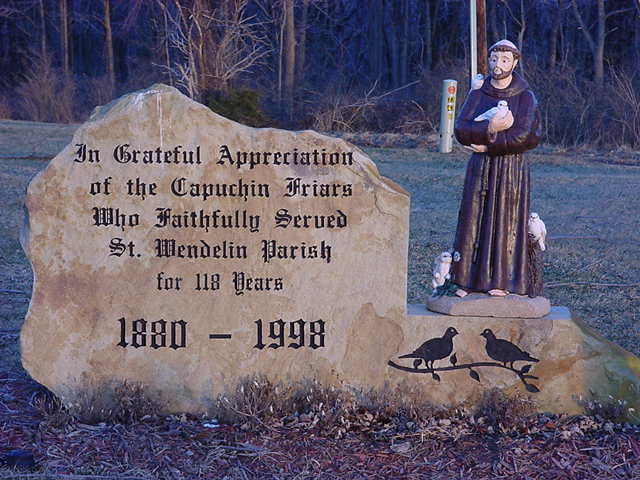 In Grateful Appreciation
of the Capuchin Friars
Who Faithfully Served
St. Wendelin Parish
for 118 Years
1880 – 1998